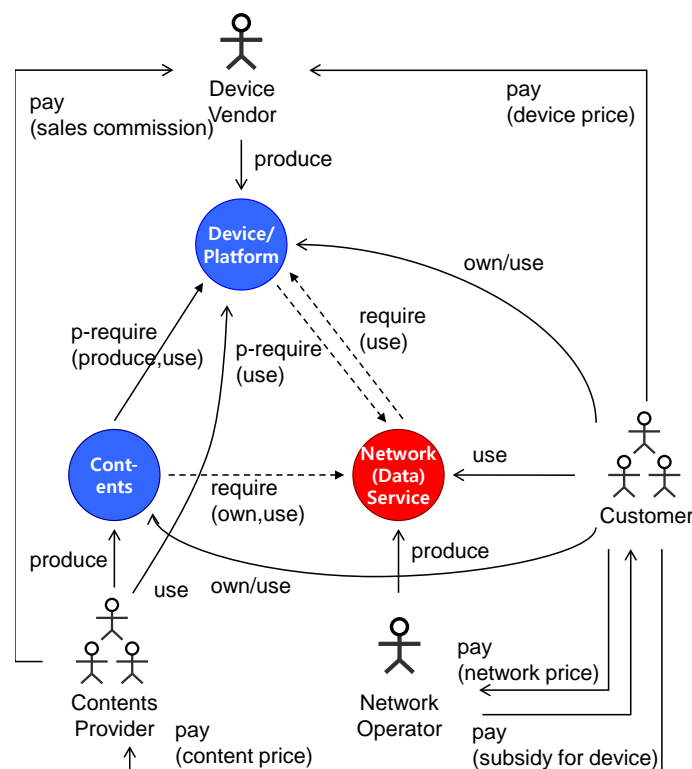 Device
Vendor
pay
(sales commission)
pay
(device price)
produce
Device/
Platform
own/use
p-require
(produce,use)
p-require
(use)
require
(use)
Cont-
ents
Network
(Data)
Service
use
require
(own,use)
Customer
produce
use
own/use
produce
Contents
Provider
Network
Operator
pay
(network price)
pay
(content price)
pay
(subsidy for device)